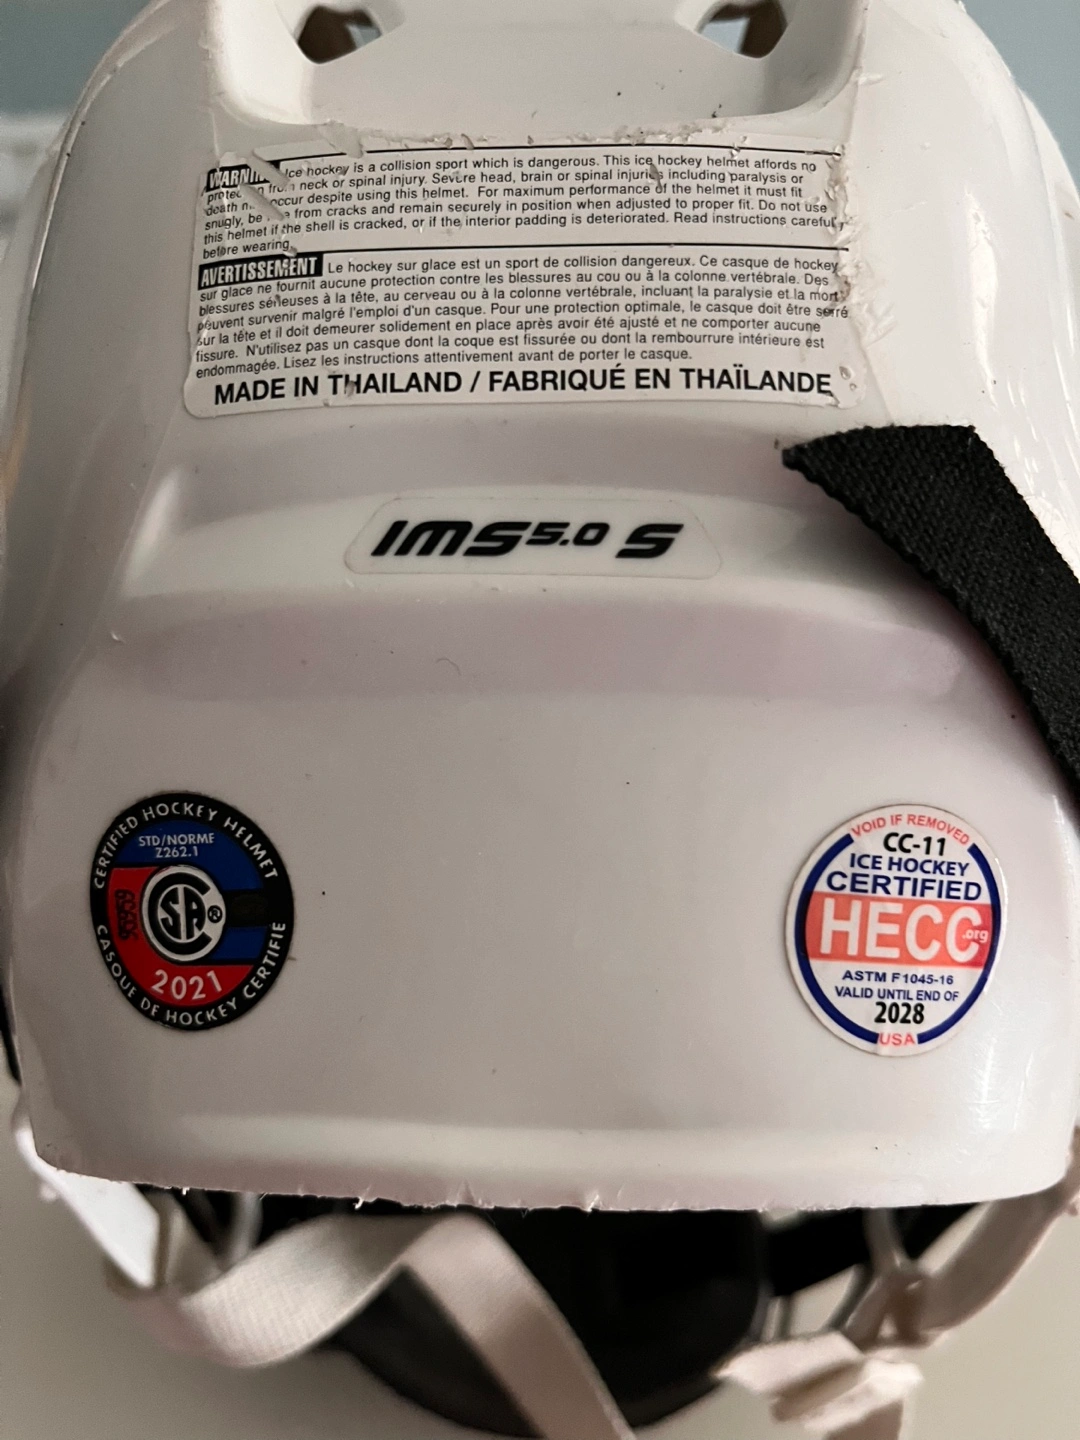 WARNIN Ice hockey is a collision sport which is dangerous. This ice hockey helmet affords no
protec n from neck or spinal injury. Severe head, brain or spinal injuries including paralysis or
death m occur despite using this helmet. For maximum performance of the helmet it must fit
snugly, be from cracks and remain securely in position when adjusted to proper fit. Do not use
this helmet if the shell is cracked, or if the interior padding is deteriorated. Read instructions carefully
before wearing.
AVERTISSEMENT Le hockey sur glace est un sport de collision dangereux. Ce casque de hockey
sur glace ne fournit aucune protection contre les blessures au cou ou à la colonne vertébrale. Des
blessures sérieuses à la tête, au cerveau ou à la colonne vertébrale, incluant la paralysie et la mort
peuvent survenir malgré l'emploi d'un casque. Pour une protection optimale, le casque doit être serré
sur la tête et il doit demeurer solidement en place après avoir été ajusté et ne comporter aucune
fissure. N'utilisez pas un casque dont la coque est fissurée ou dont la rembourrure intérieure est
endommagée. Lisez les instructions attentivement avant de porter le casque.
MADE IN THAILAND / FABRIQUÉ EN THAÏLANDE
IMS 5.0 S
CERTIFIED HOCKEY HELMET
STD/NORME
Z262.1
CSA®
2021
CASQUE DE HOCKEY CERTIFIÉ
VOID IF REMOVED
CC-11
ICE HOCKEY
CERTIFIED
HECC.org
ASTM F1045-16
VALID UNTIL END OF
2028
USA